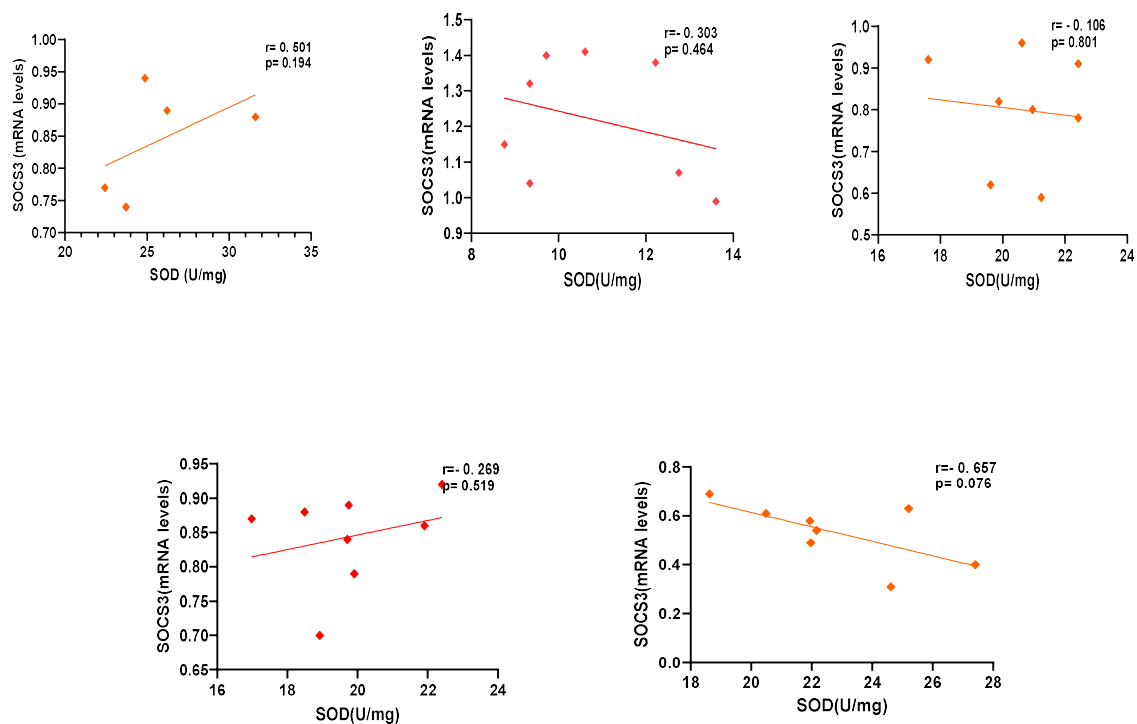 r= 0. 501
p= 0.194
1.00
0.95
0.90
0.85
0.80
0.75
0.70
SOCS3 (mRNA levels)
20
25
30
35
SOD (U/mg)
r=- 0. 303
p= 0.464
1.5
1.4
1.3
1.2
1.1
1.0
0.9
SOCS3(mRNA levels)
8
10
12
14
SOD(U/mg)
r= - 0. 106
p= 0.801
1.0
0.9
0.8
0.7
0.6
0.5
SOCS3(mRNA levels)
16
18
20
22
24
SOD(U/mg)
r=- 0. 269
p= 0.519
0.95
0.90
0.85
0.80
0.75
0.70
0.65
SOCS3(mRNA levels)
16
18
20
22
24
SOD(U/mg)
r=- 0. 657
p= 0.076
0.8
0.6
0.4
0.2
0.0
SOCS3(mRNA levels)
18
20
22
24
26
28
SOD(U/mg)